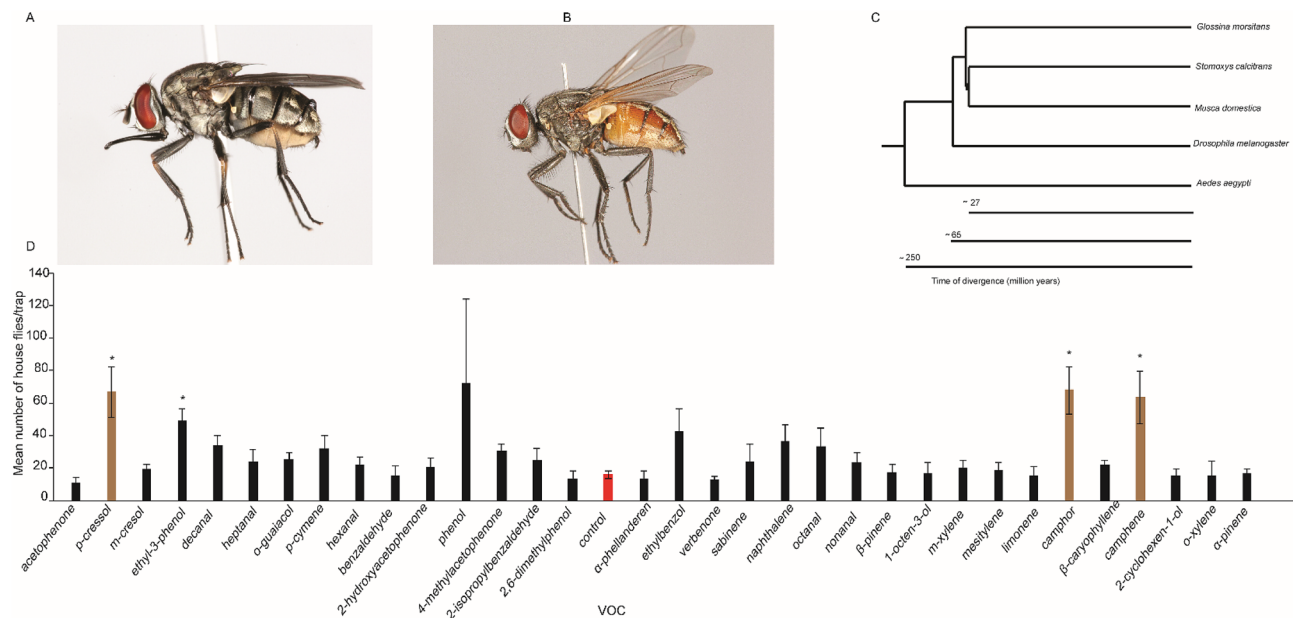 A
B
C
Glossina morsitans
Stomoxys calcitrans
Musca domestica
Drosophila melanogaster
Aedes aegypti
~ 27
~65
~250
Time of divergence (million years)
D
Mean number of house flies/trap
140
120
100
80
60
40
20
0
*
*
*
*
acetophenone
p-cressol
m-cresol
ethyl-3-phenol
decanal
heptanal
o-guaiacol
p-cymene
hexanal
benzaldehyde
2-hydroxyacetophenone
phenol
4-methylacetophenone
2-isopropylbenzaldehyde
2,6-dimethylphenol
control
α-phellanderen
ethylbenzol
verbenone
sabinene
naphthalene
octanal
nonanal
β-pinene
1-octen-3-ol
m-xylene
mesilylene
limonene
camphor
β-caryophyllene
camphene
2-cyclohexen-1-ol
o-xylene
α-pinene
VOC